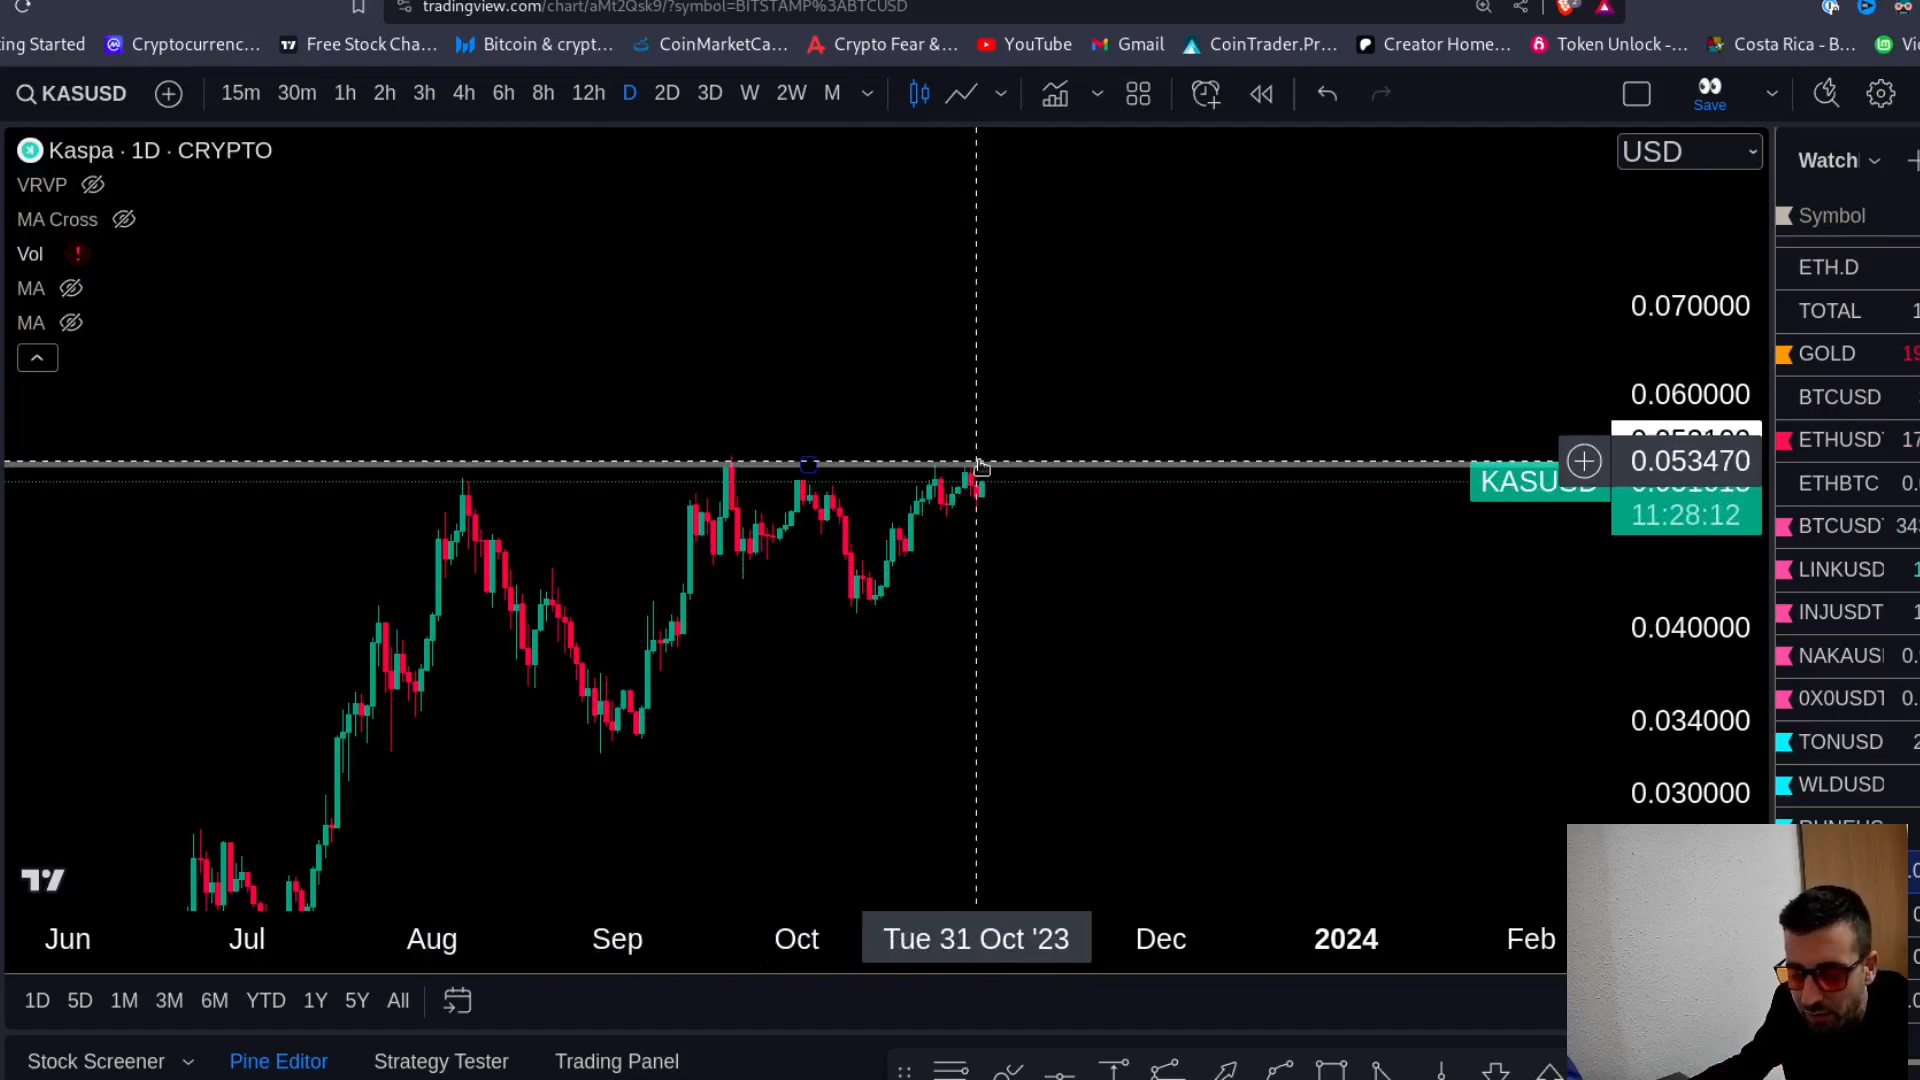 tradingview.com/chart/aMt2Qsk9/?symbol=BITSTAMP%3ABTCUSD
ing Started Cryptocurrenc... Free Stock Cha... Bitcoin & crypt... CoinMarketCa... Crypto Fear &... YouTube Gmail CoinTrader.Pr... Creator Home... Token Unlock -... Costa Rica - B...
KASUSD 15m 30m 1h 2h 3h 4h 6h 8h 12h D 2D 3D W 2W M Save
Kaspa · 1D · CRYPTO
USD
Watch
VRVP
MA Cross
Symbol
Vol
ETH.D
MA
TOTAL
0.070000
MA
GOLD
0.060000
BTCUSD
ETHUSD
0.053470
KASUSD
ETHBTC
11:28:12
BTCUSD
LINKUSD
INJUSDT
0.040000
NAKAUS
0X0USDT
0.034000
TONUSD
WLDUSD
0.030000
Jun Jul Aug Sep Oct Tue 31 Oct '23 Dec 2024 Feb
1D 5D 1M 3M 6M YTD 1Y 5Y All
Stock Screener Pine Editor Strategy Tester Trading Panel